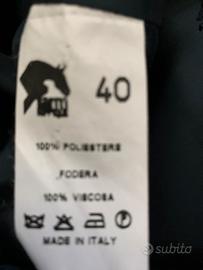 40
100% POLIESTERE
FODERA
100% VISCOSA
MADE IN ITALY
subito